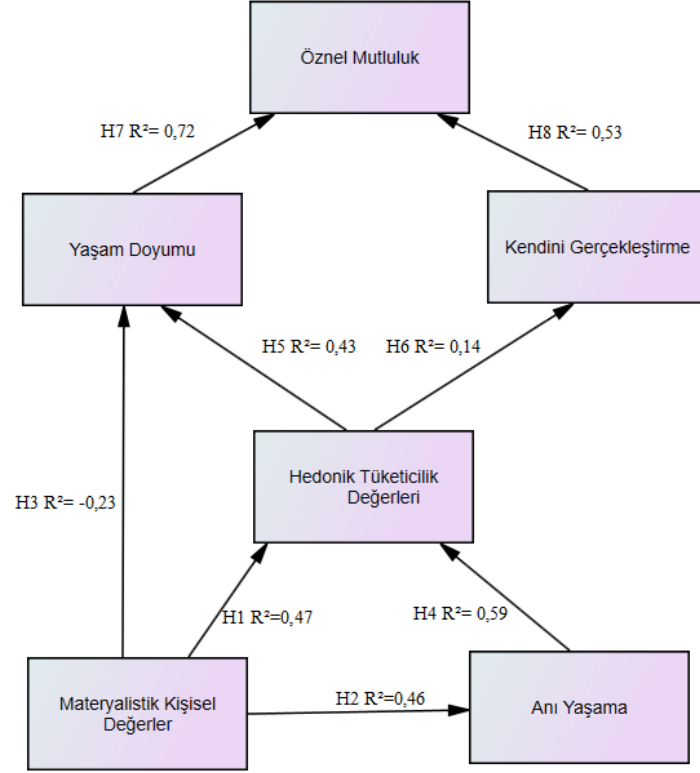 Öznel Mutluluk
H7 R²= 0,72
H8 R²= 0,53
Yaşam Doyumu
Kendini Gerçekleştirme
H5 R²= 0,43
H6 R²= 0,14
Hedonik Tüketicilik
Değerleri
H3 R²= -0,23
H1 R²=0,47
H4 R²= 0,59
Materyalistik Kişisel
Değerler
H2 R²=0,46
Anı Yaşama